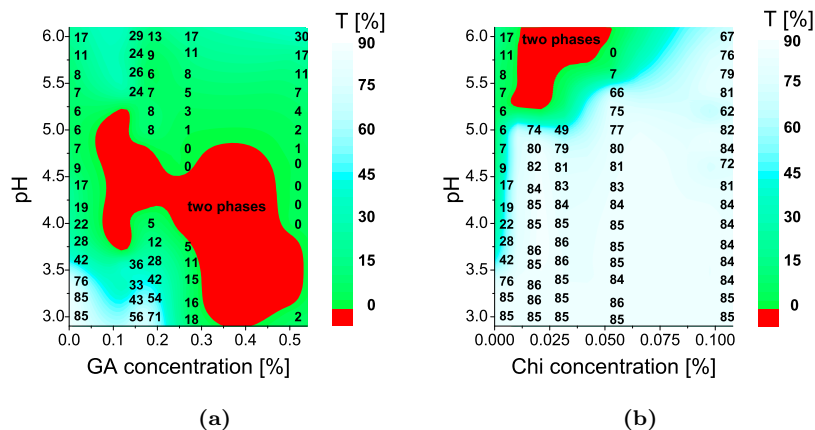 T [%]
T [%]
6.0 17 29 13 17 30 90
11 24 9 11 17
5.5 8 26 6 8 11 75
7 24 7 5 7
6 8 3 4
5.0 6 8 1 2 60
7 0 1
4.5 9 0 0 45
17 0
pH
19 two phases 0
4.0 22 5 0 30
28 12 5
3.5 42 36 28 11 15
76 33 42 15
85 43 54 16 0
3.0 85 56 71 18 2
0.0 0.1 0.2 0.3 0.4 0.5
GA concentration [%]
(a)
6.0 17 two phases 67 90
11 0 76
5.5 8 7 79 75
7 66 81
6 75 62
5.0 6 74 49 77 82 60
7 80 79 80 84
4.5 9 82 81 81 72 45
17 84 83 83 81
pH
19 85 84 84 84
4.0 22 85 85 85 84 30
28 86 86 85 84
3.5 42 85 86 85 84 15
76 86 85 84 84
85 86 85 86 85 0
3.0 85 85 85 85 85
0.000 0.025 0.050 0.075 0.100
Chi concentration [%]
(b)